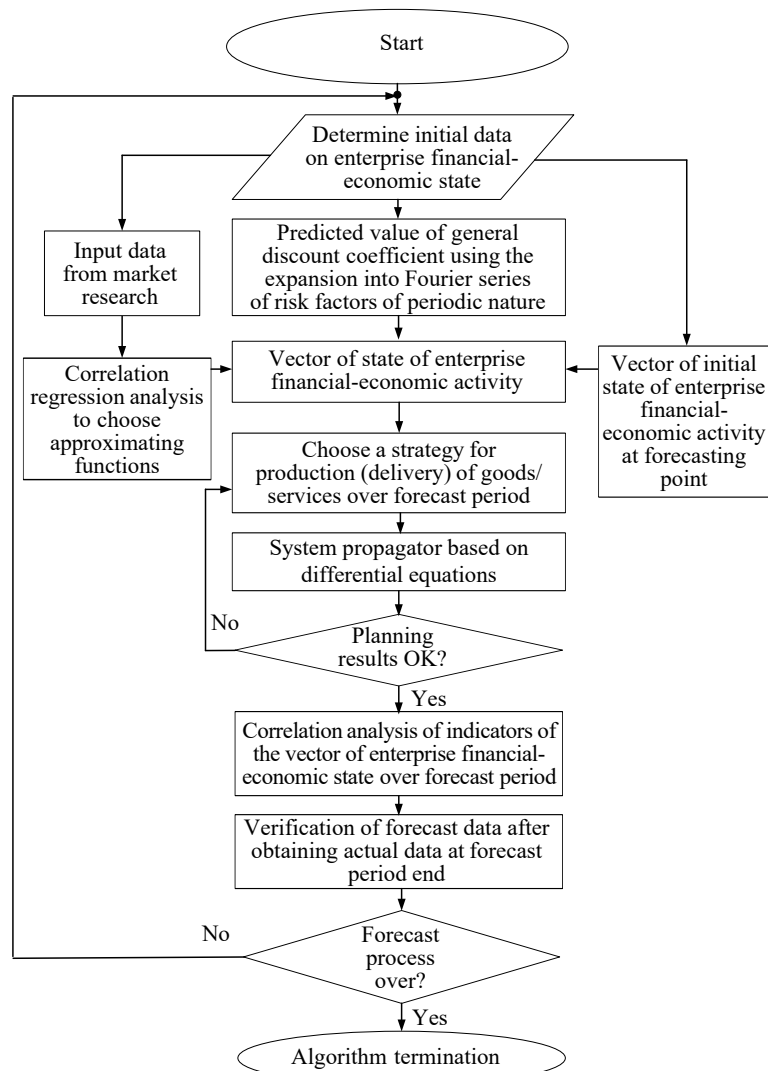 Start
Determine initial data
on enterprise financial-
economic state
Input data
from market
research
Predicted value of general
discount coefficient using the
expansion into Fourier series
of risk factors of periodic nature
Correlation
regression analysis
to choose
approximating
functions
Vector of state of enterprise
financial-economic activity
Vector of initial
state of enterprise
financial-
economic activity
at forecasting
point
Choose a strategy for
production (delivery) of goods/
services over forecast period
System propagator based on
differential equations
No
Planning
results OK?
Yes
Correlation analysis of indicators of
the vector of enterprise financial-
economic state over forecast period
Verification of forecast data after
obtaining actual data at forecast
period end
No
Forecast
process
over?
Yes
Algorithm termination